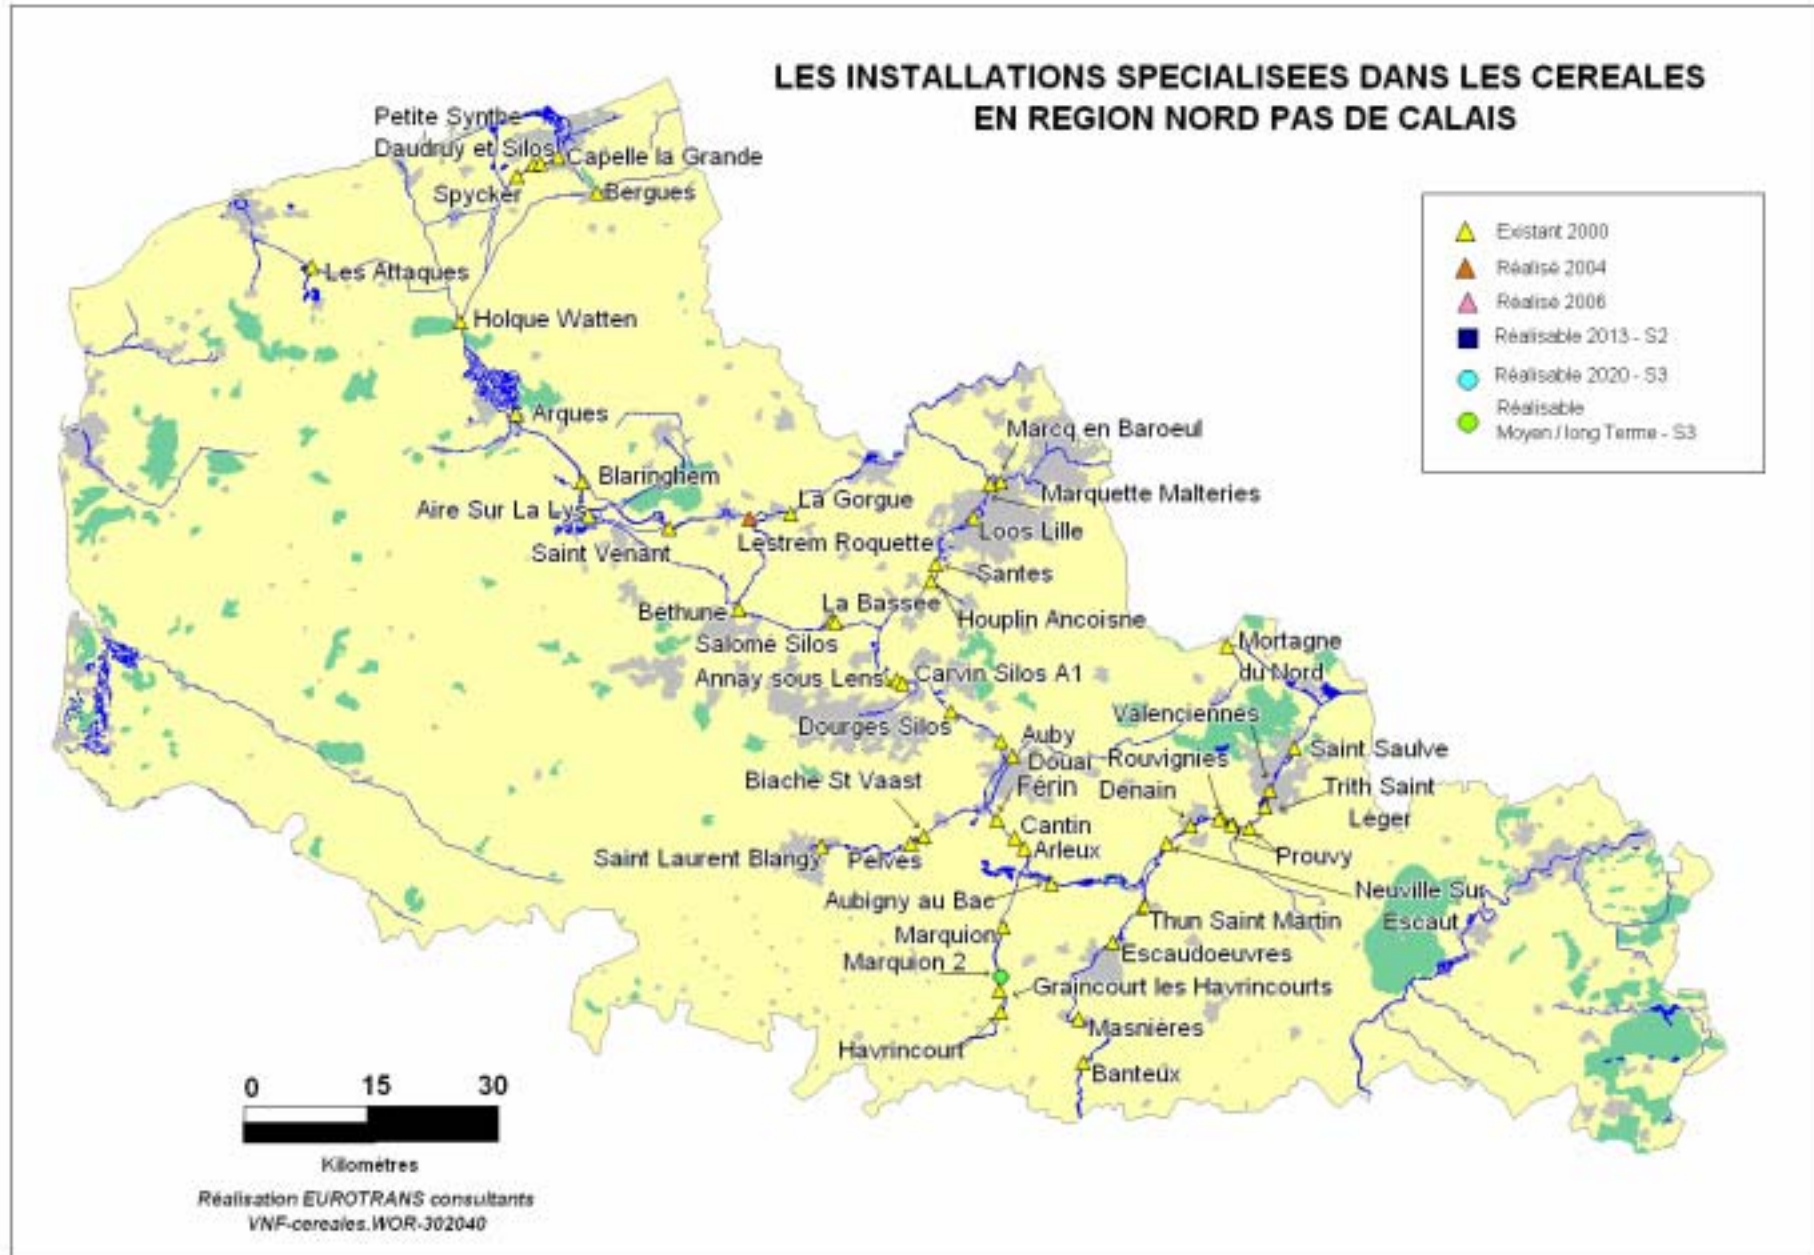 LES INSTALLATIONS SPECIALISEES DANS LES CEREALES
EN REGION NORD PAS DE CALAIS
Petite Synthe
Daudruy et Silos
Capelle la Grande
Spycker
Bergues
Les Attaques
Holque Watten
Arques
Blaringhem
Aire Sur La Lys
Saint Venant
La Gorgue
Lestrem Roquette
Marcq en Baroeul
Marquette Malteries
Loos Lille
Santes
Houplin Ancoisne
Bethune
La Bassée
Salomé Silos
Annay sous Lens
Carvin Silos A1
Dourges Silos
Mortagne
du Nord
Valenciennes
Auby
Douai
Rouvignies
Saint Saulve
Biache St Vaast
Férin
Denain
Trith Saint
Léger
Cantin
Arleux
Saint Laurent Blangy
Pelves
Prouvy
Aubigny au Bac
Neuville Sur
Escaut
Thun Saint Martin
Marquion
Escaudoeuvres
Marquion 2
Graincourt les Havrincourts
Masnières
Havrincourt
Banteux
Existant 2000
Réalisé 2004
Réalisé 2006
Réalisable 2013 - S2
Réalisable 2020 - S3
Réalisable
Moyen / long Terme - S3
0 15 30
Kilométres
Réalisation EUROTRANS consultants
VNF-cereales.WOR-302040